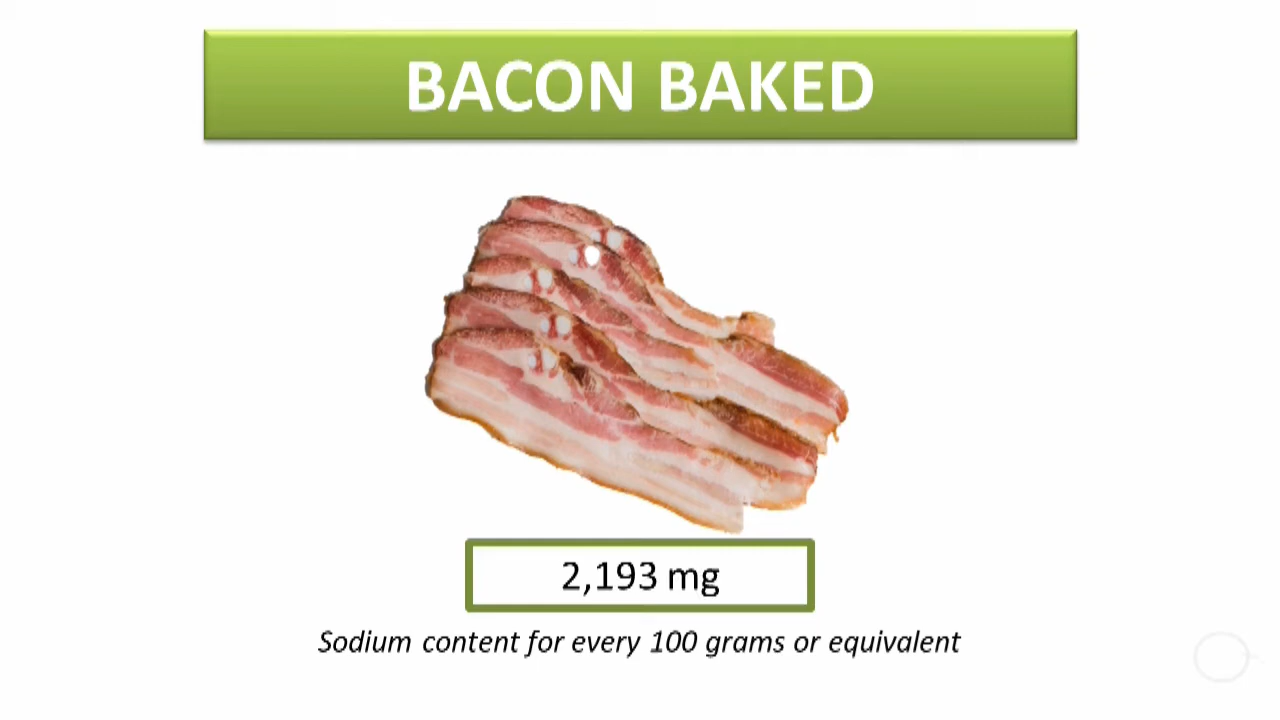 BACON BAKED
2,193 mg
Sodium content for every 100 grams or equivalent